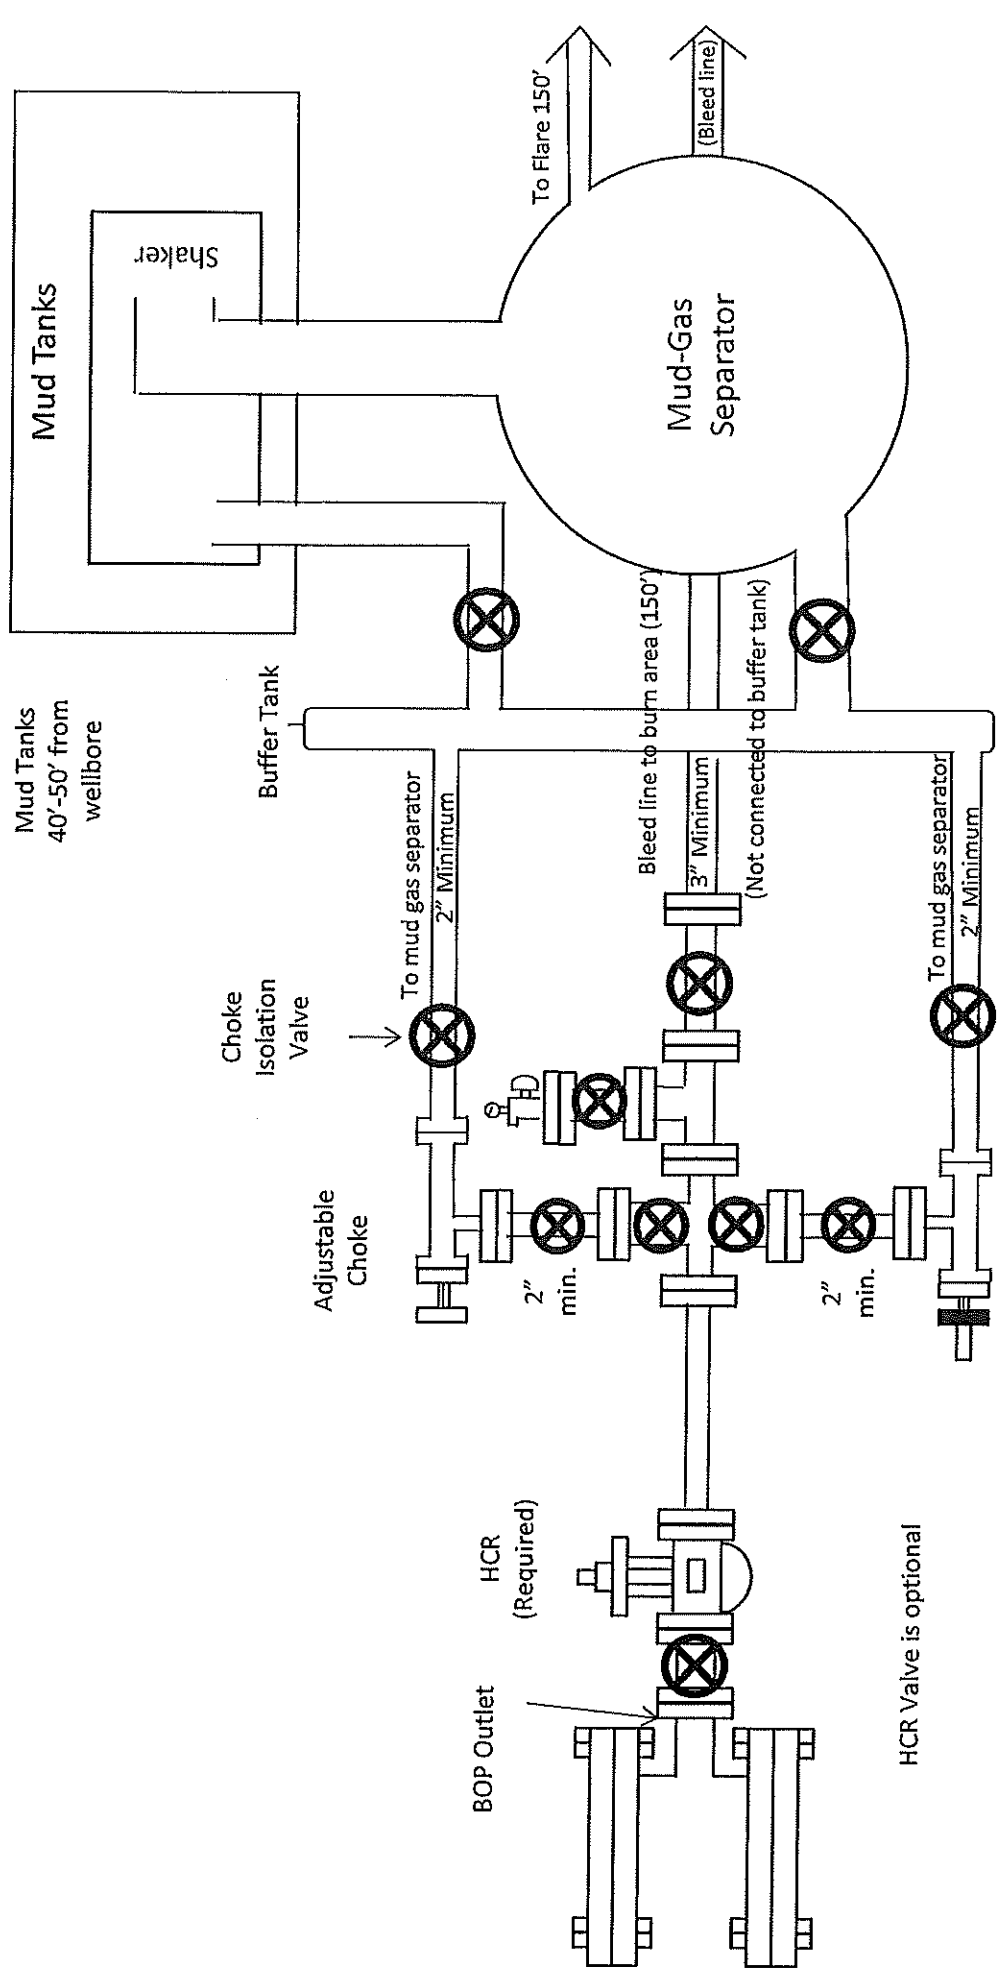 Mud Tanks
40'-50' from
wellbore
Mud Tanks
Shaker
Buffer Tank
To Flare 150'
(Bleed line)
Mud-Gas
Separator
Choke
Isolation
Valve
To mud gas separator
2" Minimum
Bleed line to burn area (150')
3" Minimum
(Not connected to buffer tank)
To mud gas separator
2" Minimum
Adjustable
Choke
2"
min.
2"
min.
HCR
(Required)
BOP Outlet
HCR Valve is optional